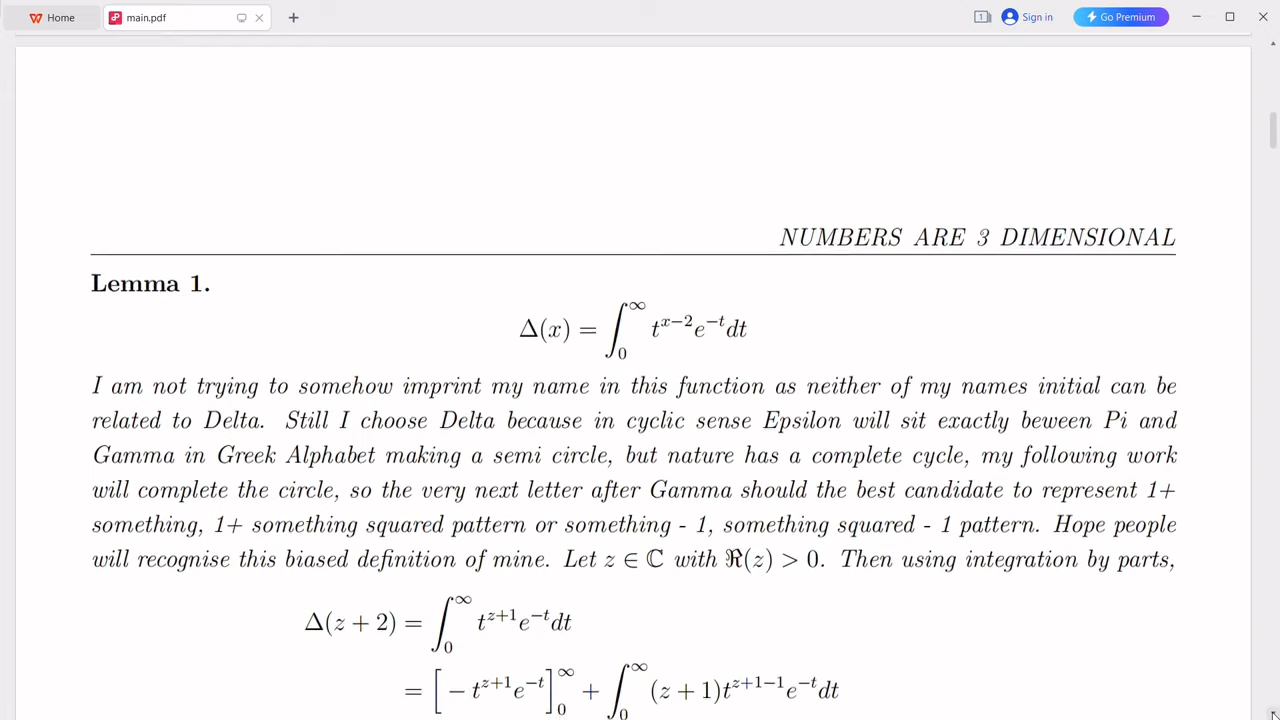 Home
main.pdf
1
Sign in
Go Premium
NUMBERS ARE 3 DIMENSIONAL
Lemma 1.
Δ(x) = ∫₀^∞ t^{x−2}e^{−t}dt
I am not trying to somehow imprint my name in this function as neither of my names initial can be
related to Delta. Still I choose Delta because in cyclic sense Epsilon will sit exactly beween Pi and
Gamma in Greek Alphabet making a semi circle, but nature has a complete cycle, my following work
will complete the circle, so the very next letter after Gamma should the best candidate to represent 1+
something, 1+ something squared pattern or something - 1, something squared - 1 pattern. Hope people
will recognise this biased definition of mine. Let z ∈ ℂ with ℜ(z) > 0. Then using integration by parts,
Δ(z + 2) = ∫₀^∞ t^{z+1}e^{−t}dt
= [ − t^{z+1}e^{−t} ]₀^∞ + ∫₀^∞ (z + 1)t^{z+1−1}e^{−t}dt